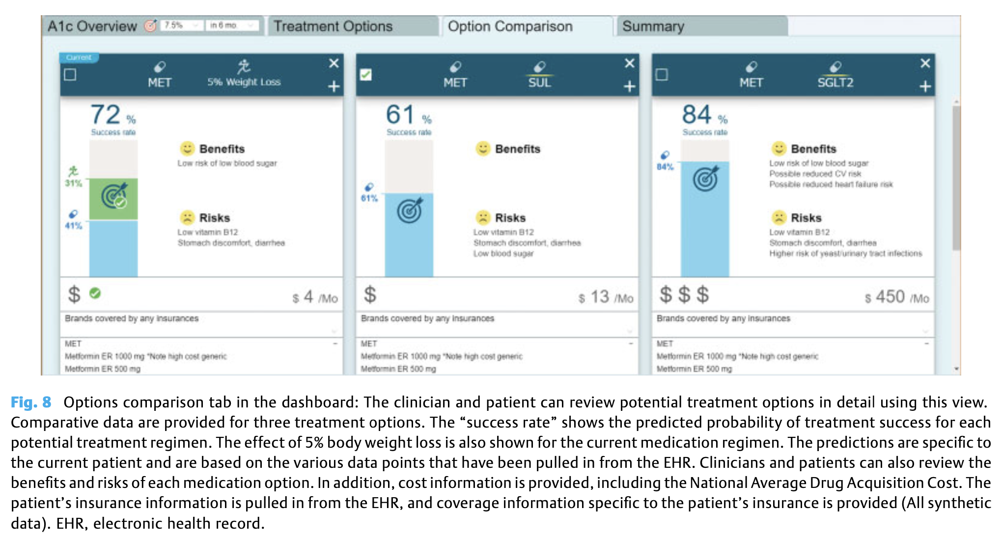 A1c Overview 7.5% in 6 mo. Treatment Options Option Comparison Summary
Current
MET 5% Weight Loss
72 %
Success rate
31%
41%
Benefits
Low risk of low blood sugar
Risks
Low vitamin B12
Stomach discomfort, diarrhea
$ $ 4 /Mo
Brands covered by any insurances
MET
Metformin ER 1000 mg *Note high cost generic
Metformin ER 500 mg
MET SUL
61 %
Success rate
61%
Benefits
Risks
Low vitamin B12
Stomach discomfort, diarrhea
Low blood sugar
$ $ 13 /Mo
Brands covered by any insurances
MET
Metformin ER 1000 mg *Note high cost generic
Metformin ER 500 mg
MET SGLT2
84 %
Success rate
84%
Benefits
Low risk of low blood sugar
Possible reduced CV risk
Possible reduced heart failure risk
Risks
Low vitamin B12
Stomach discomfort, diarrhea
Higher risk of yeast/urinary tract infections
$ $ $ $ 450 /Mo
Brands covered by any insurances
MET
Metformin ER 1000 mg *Note high cost generic
Metformin ER 500 mg
Fig. 8 Options comparison tab in the dashboard: The clinician and patient can review potential treatment options in detail using this view.
Comparative data are provided for three treatment options. The “success rate” shows the predicted probability of treatment success for each
potential treatment regimen. The effect of 5% body weight loss is also shown for the current medication regimen. The predictions are specific to
the current patient and are based on the various data points that have been pulled in from the EHR. Clinicians and patients can also review the
benefits and risks of each medication option. In addition, cost information is provided, including the National Average Drug Acquisition Cost. The
patient’s insurance information is pulled in from the EHR, and coverage information specific to the patient’s insurance is provided (All synthetic
data). EHR, electronic health record.